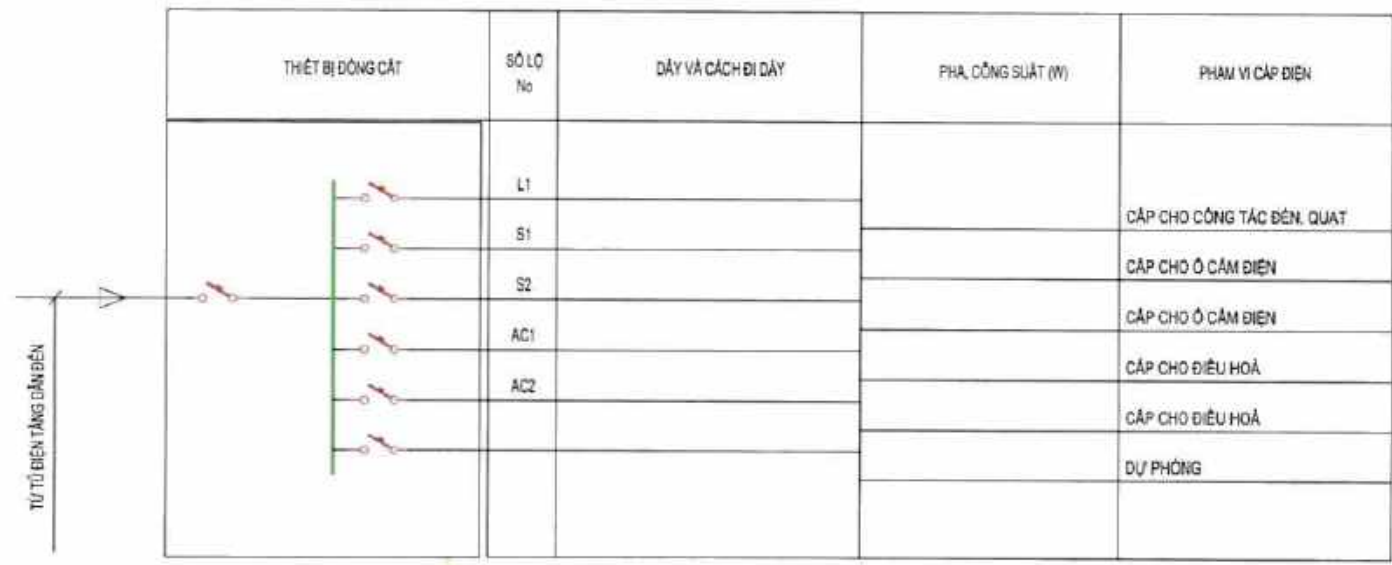 THIẾT BỊ ĐÓNG CẮT
SỐ LỘ
No
DÂY VÀ CÁCH ĐI DÂY
PHA, CÔNG SUẤT (W)
PHẠM VI CẤP ĐIỆN
L1
CẤP CHO CÔNG TẮC ĐÈN, QUẠT
S1
CẤP CHO Ổ CẮM ĐIỆN
S2
CẤP CHO Ổ CẮM ĐIỆN
AC1
CẤP CHO ĐIỀU HOÀ
AC2
CẤP CHO ĐIỀU HOÀ
DỰ PHÒNG
TỪ TỦ ĐIỆN TẦNG DẪN ĐẾN